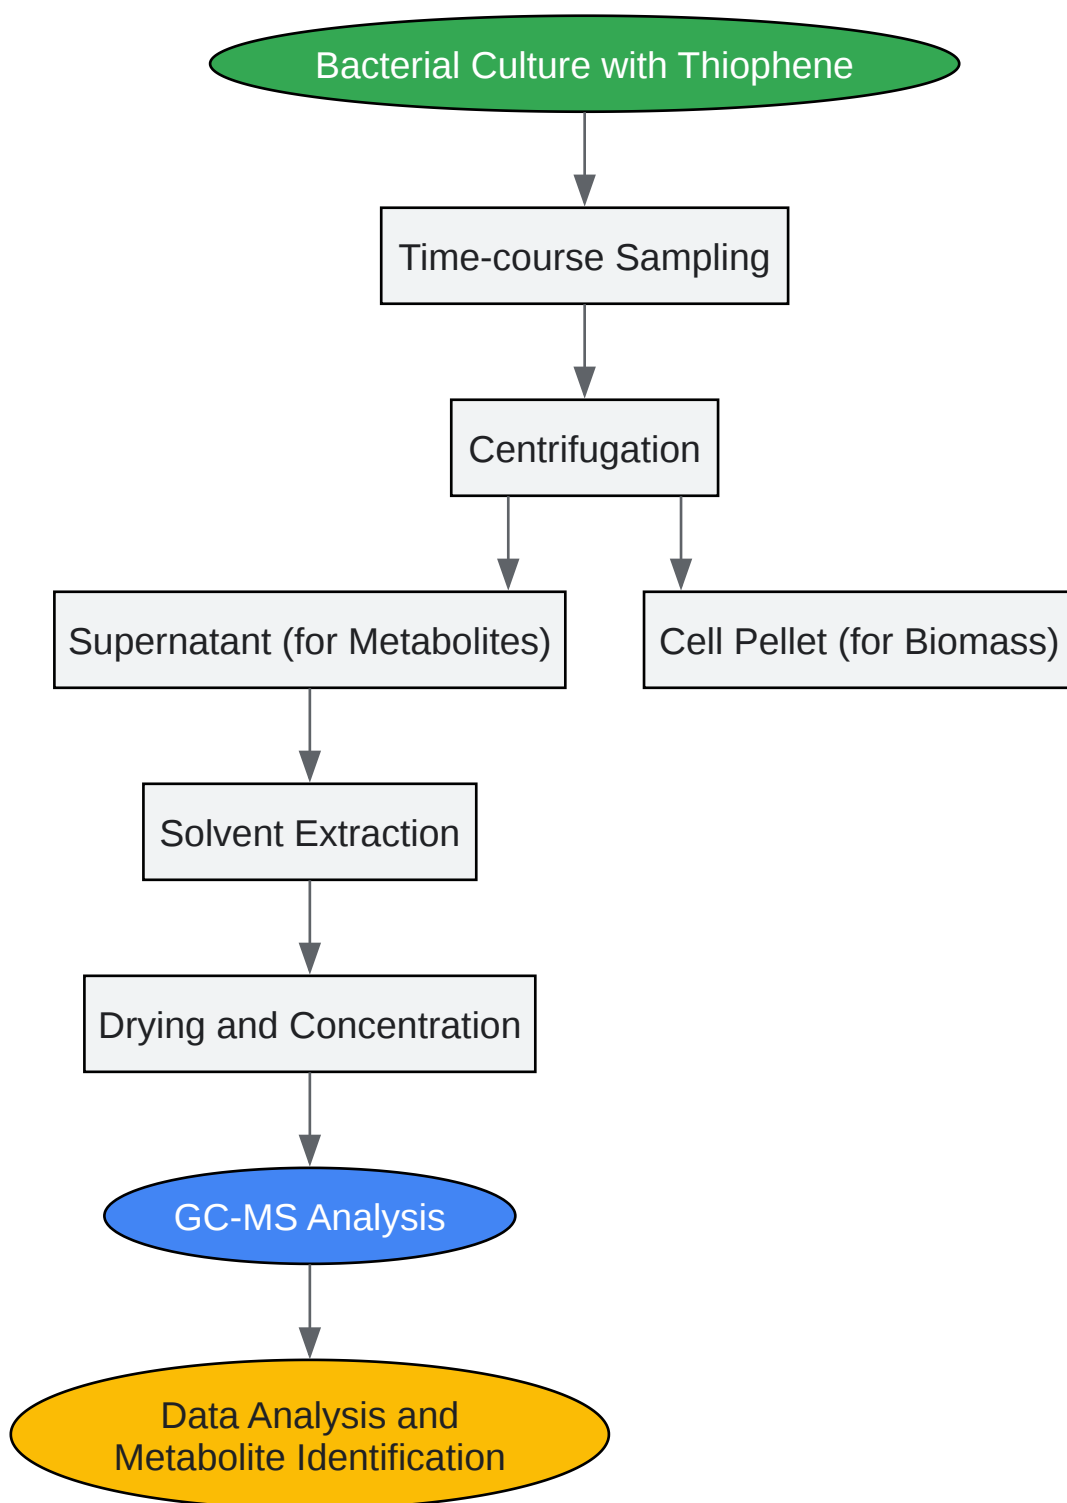 Bacterial Culture with Thiophene
Time-course Sampling
Centrifugation
Supernatant (for Metabolites)
Cell Pellet (for Biomass)
Solvent Extraction
Drying and Concentration
GC-MS Analysis
Data Analysis and
Metabolite Identification